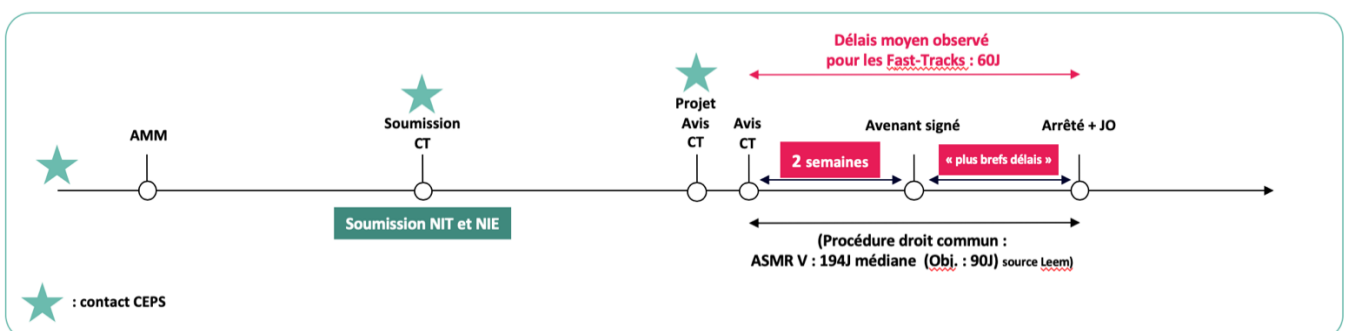 Délais moyen observé
pour les Fast-Tracks : 60J
AMM
Soumission
CT
Projet
Avis
CT
Avis
CT
Avenant signé
Arrêté + JO
2 semaines
« plus brefs délais »
Soumission NIT et NIE
(Procédure droit commun :
ASMR V : 194J médiane (Obj. : 90J) source Leem)
: contact CEPS